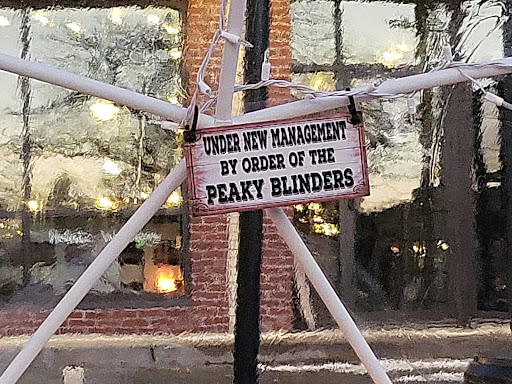 UNDER NEW MANAGEMENT
BY ORDER OF THE
PEAKY BLINDERS